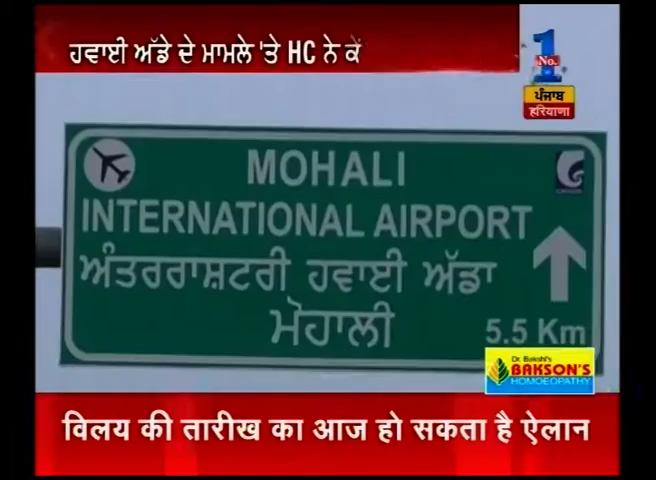 ਹਵਾਈ ਅੱਡੇ ਦੇ ਮਾਮਲੇ 'ਤੇ HC ਨੇ ਕੇਂ
No. 1
ਪੰਜਾਬ
हरियाणा
MOHALI
INTERNATIONAL AIRPORT
ਅੰਤਰਰਾਸ਼ਟਰੀ ਹਵਾਈ ਅੱਡਾ
ਮੋਹਾਲੀ
5.5 Km
Dr. Bakshi's
BAKSON'S
HOMOEOPATHY
विलय की तारीख का आज हो सकता है ऐलान